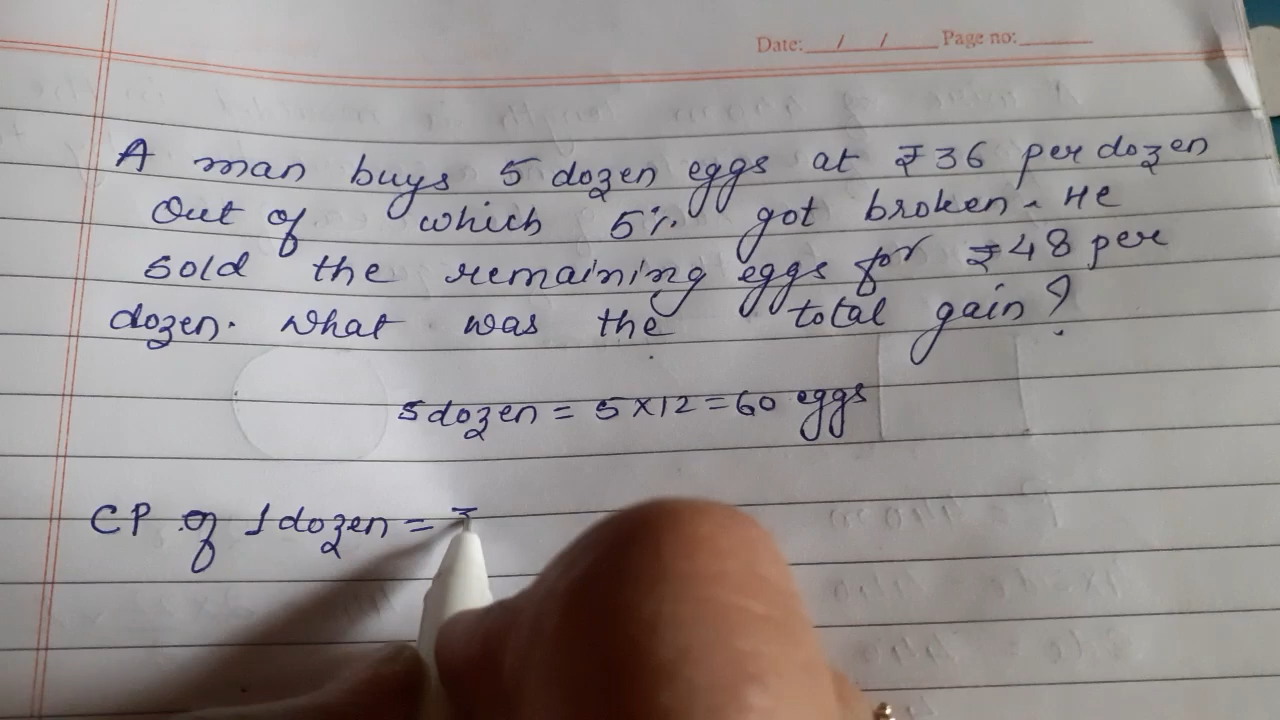 Date: / / Page no:
A man buys 5 dozen eggs at ₹36 per dozen
Out of which 5% got broken. He
sold the remaining eggs for ₹48 per
dozen. What was the total gain?
5 dozen = 5×12 = 60 eggs
CP of 1 dozen =